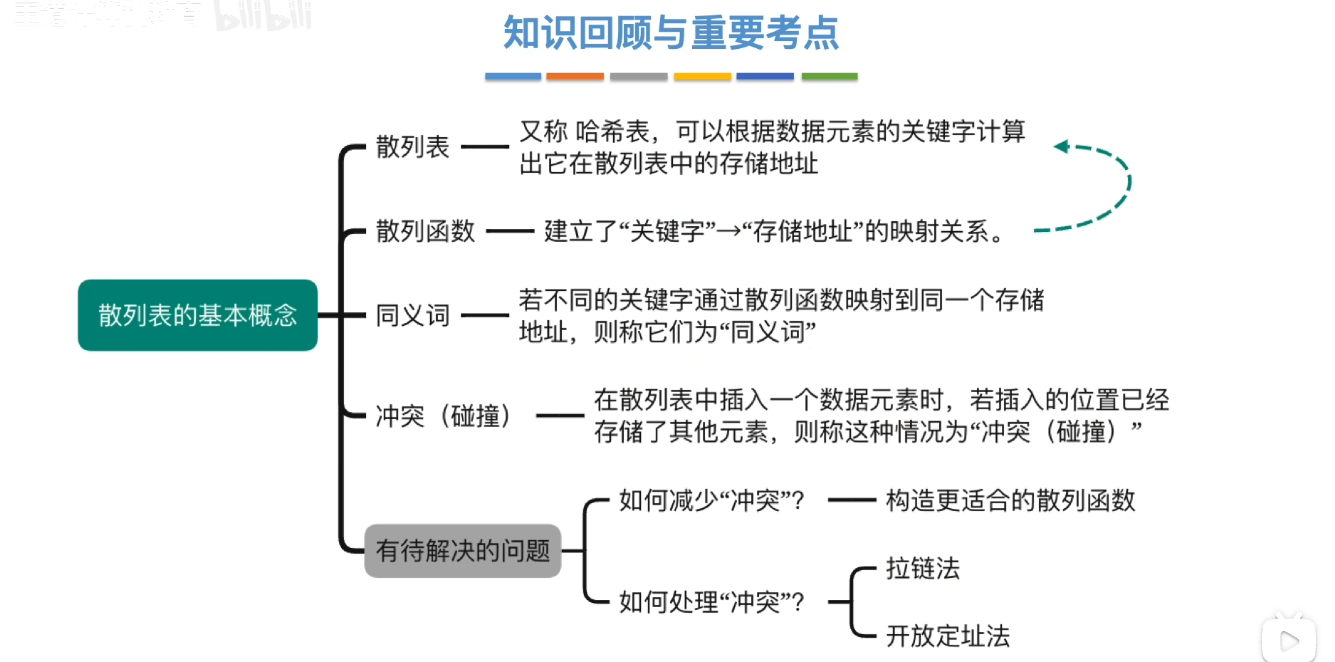 bilibili
知识回顾与重要考点
散列表
又称 哈希表，可以根据数据元素的关键字计算
出它在散列表中的存储地址
散列函数
建立了“关键字”→“存储地址”的映射关系。
散列表的基本概念
同义词
若不同的关键字通过散列函数映射到同一个存储
地址，则称它们为“同义词”
冲突（碰撞）
在散列表中插入一个数据元素时，若插入的位置已经
存储了其他元素，则称这种情况为“冲突（碰撞）”
有待解决的问题
如何减少“冲突”？
构造更适合的散列函数
如何处理“冲突”？
拉链法
开放定址法